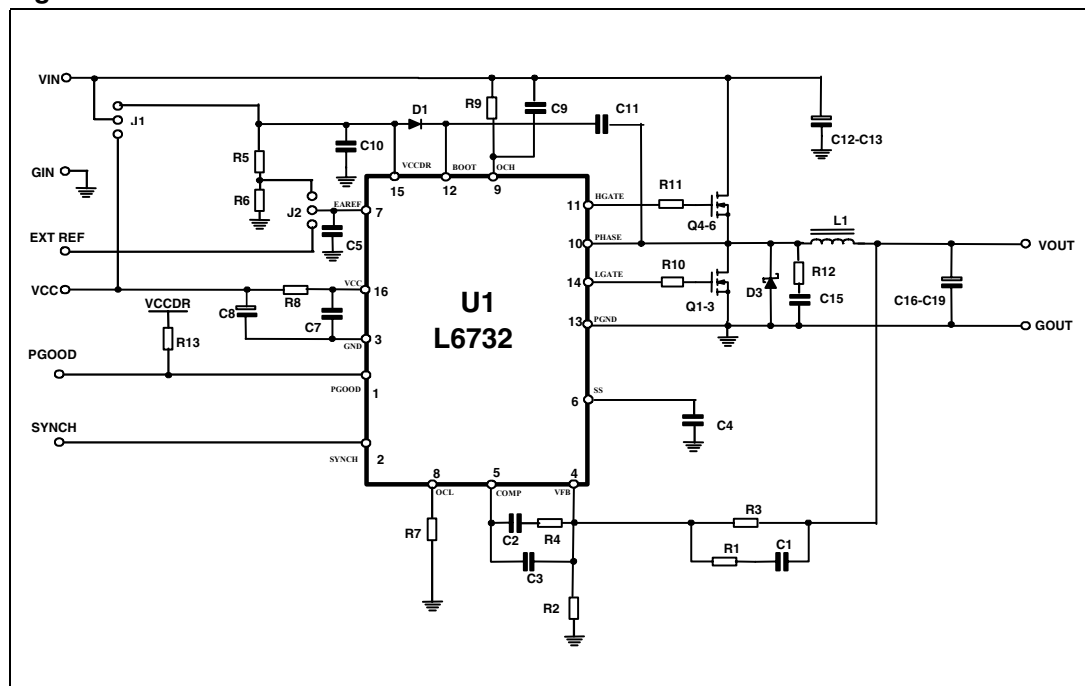 VIN
J1
GIN
R5
R6
C10
D1
R9
C9
C11
C12-C13
VCCDR
BOOT
OCH
15
12
9
J2
EAREF
7
C5
EXT REF
VCC
VCCDR
R13
C8
R8
C7
VCC
16
3
GND
PGOOD
PGOOD
1
SYNCH
SYNCH
2
U1
L6732
HGATE
11
R11
Q4-6
PHASE
10
LGATE
14
R10
Q1-3
PGND
13
D3
R12
C15
L1
C16-C19
VOUT
GOUT
SS
6
C4
8
OCL
5
COMP
4
VFB
R7
C2
R4
C3
R2
R3
R1
C1